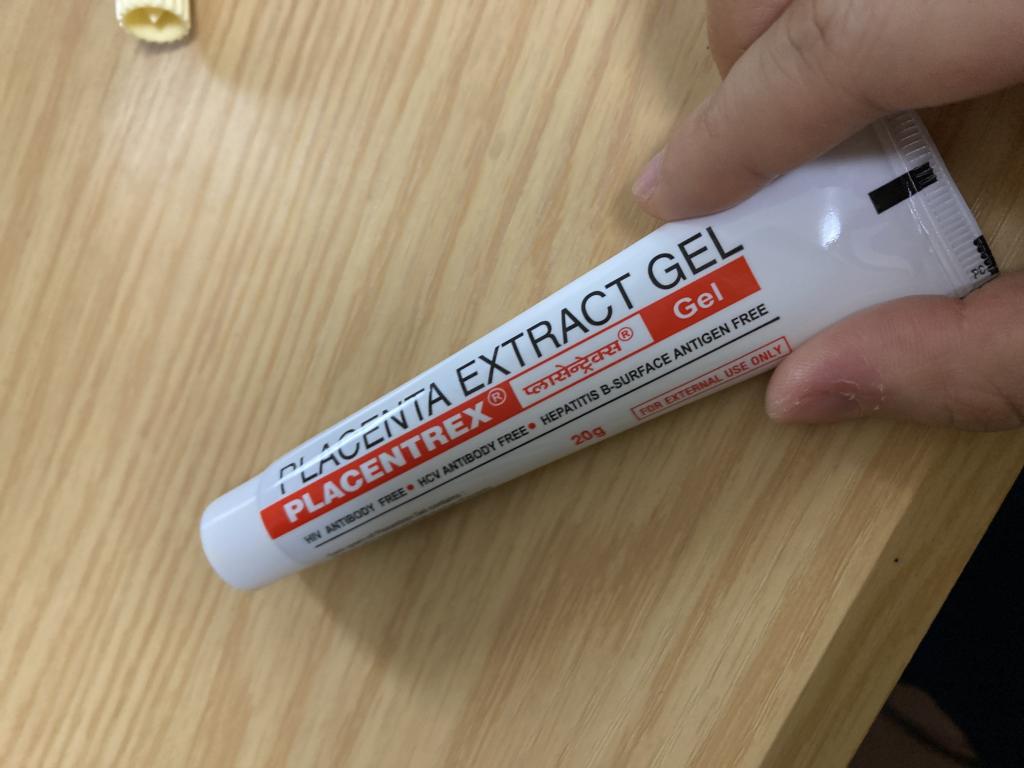 PLACENTA EXTRACT GEL
PLACENTREX® प्लासेन्ट्रेक्स® Gel
HIV ANTIBODY FREE • HCV ANTIBODY FREE • HEPATITIS B-SURFACE ANTIGEN FREE
20g FOR EXTERNAL USE ONLY